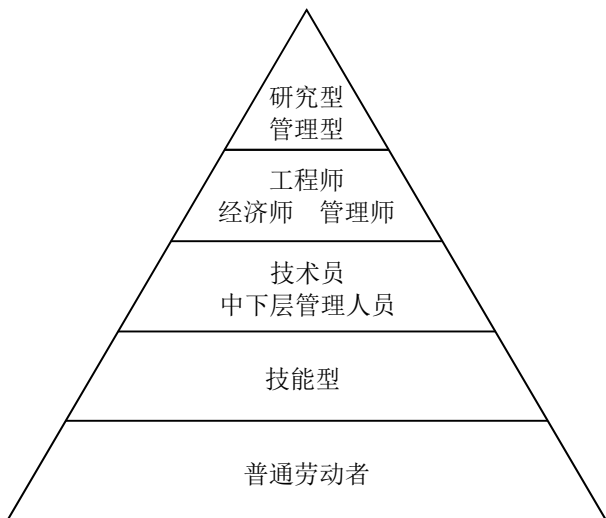 研究型
管理型
工程师
经济师　管理师
技术员
中下层管理人员
技能型
普通劳动者